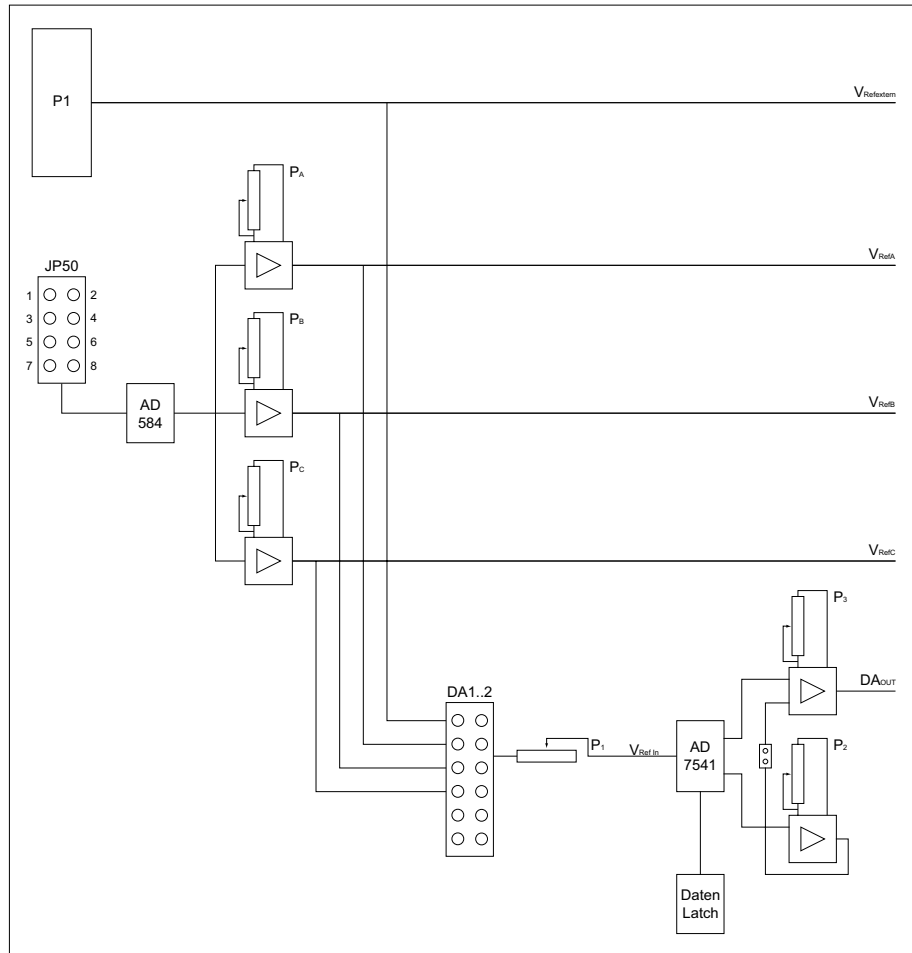 P1
VRefextern
PA
VRefA
JP50
1 2
3 4
5 6
7 8
PB
AD
584
VRefB
PC
VRefC
P3
DAOUT
DA1..2
P1
VRef In
AD
7541
P2
Daten
Latch